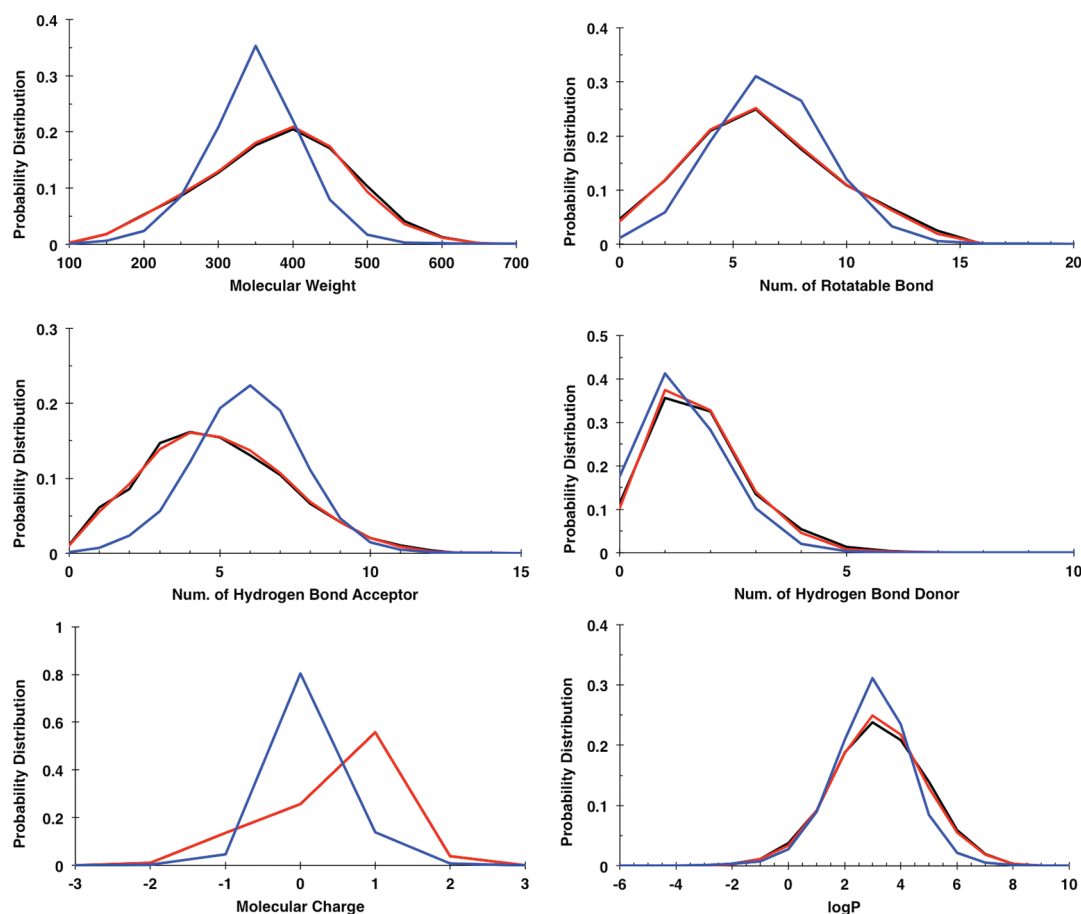 Probability Distribution
0.4
0.3
0.2
0.1
0
100 200 300 400 500 600 700
Molecular Weight
Probability Distribution
0.4
0.3
0.2
0.1
0
0 5 10 15 20
Num. of Rotatable Bond
Probability Distribution
0.3
0.2
0.1
0
0 5 10 15
Num. of Hydrogen Bond Acceptor
Probability Distribution
0.5
0.4
0.3
0.2
0.1
0
0 5 10
Num. of Hydrogen Bond Donor
Probability Distribution
1
0.8
0.6
0.4
0.2
0
-3 -2 -1 0 1 2 3
Molecular Charge
Probability Distribution
0.4
0.3
0.2
0.1
0
-6 -4 -2 0 2 4 6 8 10
logP